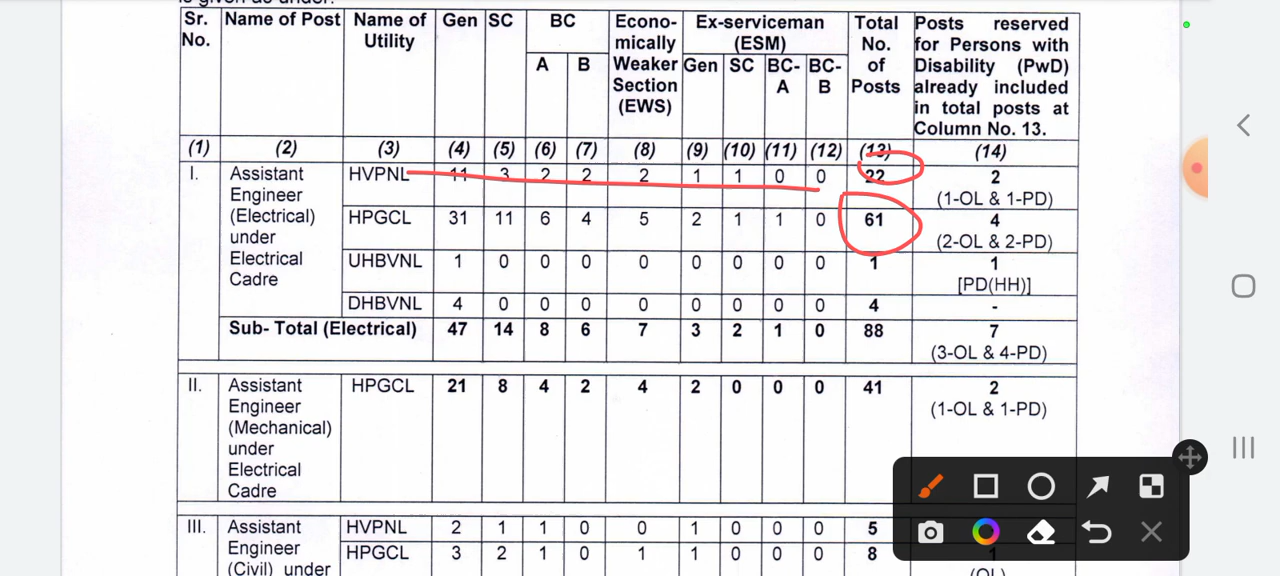 is given as under:
Sr. No. Name of Post Name of Utility Gen SC BC Econo-mically Weaker Section (EWS) Ex-serviceman (ESM) Total No. of Posts Posts reserved for Persons with Disability (PwD) already included in total posts at Column No. 13.
A B Gen SC BC-A BC-B
(1) (2) (3) (4) (5) (6) (7) (8) (9) (10) (11) (12) (13) (14)
I. Assistant Engineer (Electrical) under Electrical Cadre
HVPNL 11 3 2 2 2 1 1 0 0 22 2 (1-OL & 1-PD)
HPGCL 31 11 6 4 5 2 1 1 0 61 4 (2-OL & 2-PD)
UHBVNL 1 0 0 0 0 0 0 0 0 1 1 [PD(HH)]
DHBVNL 4 0 0 0 0 0 0 0 0 4 -
Sub- Total (Electrical) 47 14 8 6 7 3 2 1 0 88 7 (3-OL & 4-PD)
II. Assistant Engineer (Mechanical) under Electrical Cadre HPGCL 21 8 4 2 4 2 0 0 0 41 2 (1-OL & 1-PD)
III. Assistant Engineer (Civil) under
HVPNL 2 1 1 0 0 1 0 0 0 5
HPGCL 3 2 1 0 1 1 0 0 0 8